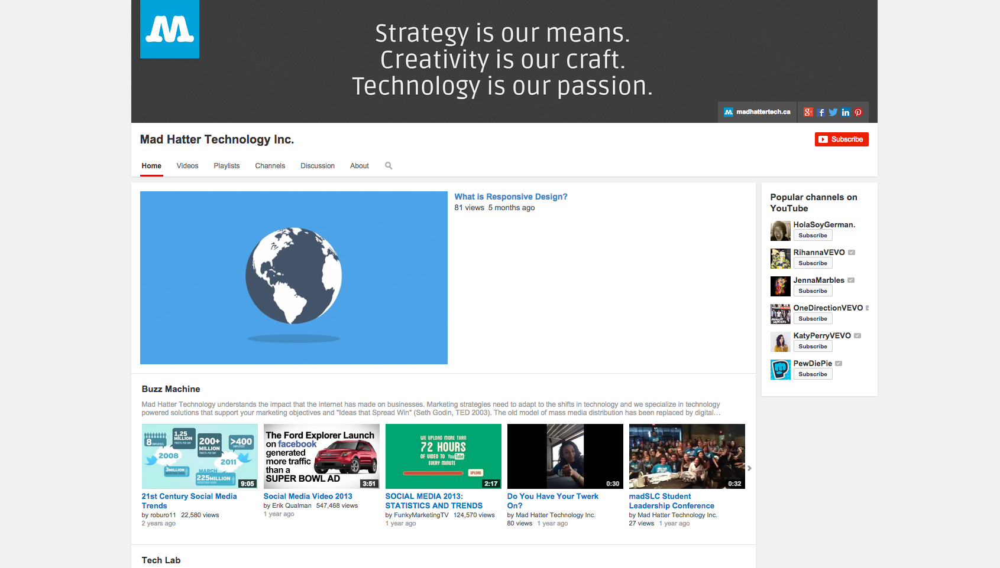 M
Strategy is our means.
Creativity is our craft.
Technology is our passion.
madhattertech.ca
Mad Hatter Technology Inc.
Subscribe
Home Videos Playlists Channels Discussion About
What is Responsive Design?
81 views 5 months ago
Buzz Machine
Mad Hatter Technology understands the impact that the internet has made on businesses. Marketing strategies need to adapt to the shifts in technology and we specialize in technology
powered solutions that support your marketing objectives and "Ideas that Spread Win" (Seth Godin, TED 2003). The old model of mass media distribution has been replaced by digital...
8 EMPLOYEES
1,25
MILLION
TWEETS PER DAY
200+
MILLION
TWEETS PER DAY
>400
EMPLOYEES
2008
2011
3MILLION
REGISTERED USERS
MARCH
225MILLION
REGISTERED USERS
9:05
21st Century Social Media
Trends
by roburo11 22,580 views
2 years ago
The Ford Explorer Launch
on facebook
generated
more traffic
than a
SUPER BOWL AD
3:51
Social Media Video 2013
by Erik Qualman 547,468 views
1 year ago
WE UPLOAD MORE THAN
72 HOURS
OF VIDEO TO YouTube
EVERY MINUTE
UPLOAD
2:17
SOCIAL MEDIA 2013:
STATISTICS AND TRENDS
by FunkyMarketingTV 124,570 views
1 year ago
0:30
Do You Have Your Twerk
On?
by Mad Hatter Technology Inc.
80 views 1 year ago
0:32
madSLC Student
Leadership Conference
by Mad Hatter Technology Inc.
27 views 1 year ago
Tech Lab
Popular channels on
YouTube
HolaSoyGerman.
Subscribe
RihannaVEVO
Subscribe
JennaMarbles
Subscribe
OneDirectionVEVO
Subscribe
KatyPerryVEVO
Subscribe
PewDiePie
Subscribe